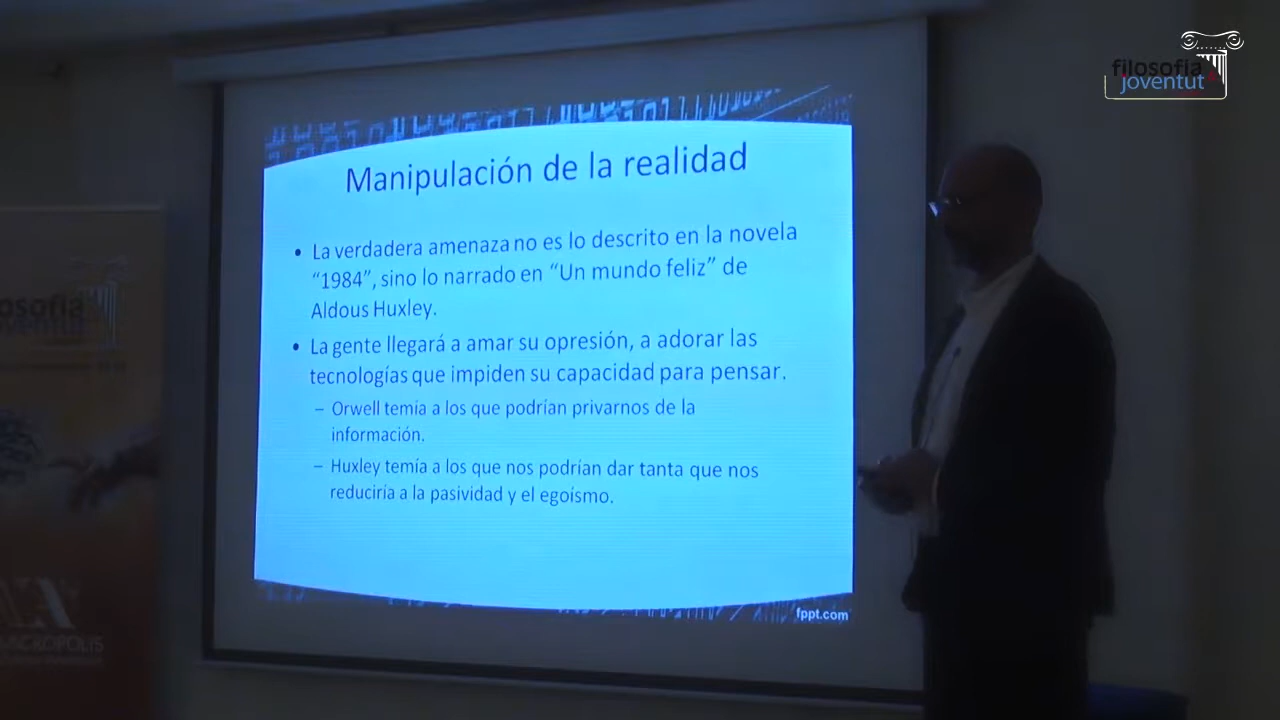 filosofia
joventut
Manipulación de la realidad
• La verdadera amenaza no es lo descrito en la novela
“1984”, sino lo narrado en “Un mundo feliz” de
Aldous Huxley.
• La gente llegará a amar su opresión, a adorar las
tecnologías que impiden su capacidad para pensar.
– Orwell temía a los que podrían privarnos de la
información.
– Huxley temía a los que nos podrían dar tanta que nos
reduciría a la pasividad y el egoísmo.
fppt.com